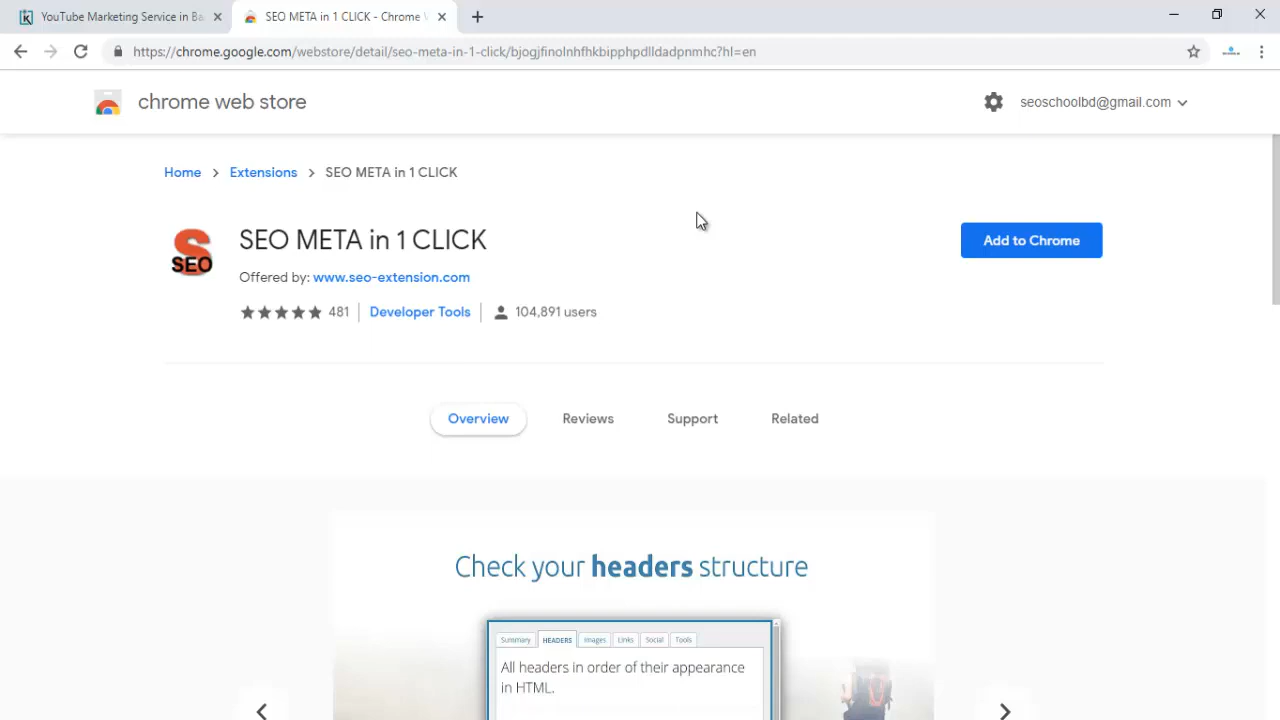 YouTube Marketing Service in Ba
SEO META in 1 CLICK - Chrome
https://chrome.google.com/webstore/detail/seo-meta-in-1-click/bjogjfinolnhfhkbipphpdlldadpnmhc?hl=en
chrome web store
seoschoolbd@gmail.com
Home > Extensions > SEO META in 1 CLICK
SEO
SEO META in 1 CLICK
Add to Chrome
Offered by: www.seo-extension.com
481 Developer Tools 104,891 users
Overview Reviews Support Related
Check your headers structure
Summary HEADERS Images Links Social Tools
All headers in order of their appearance
in HTML.